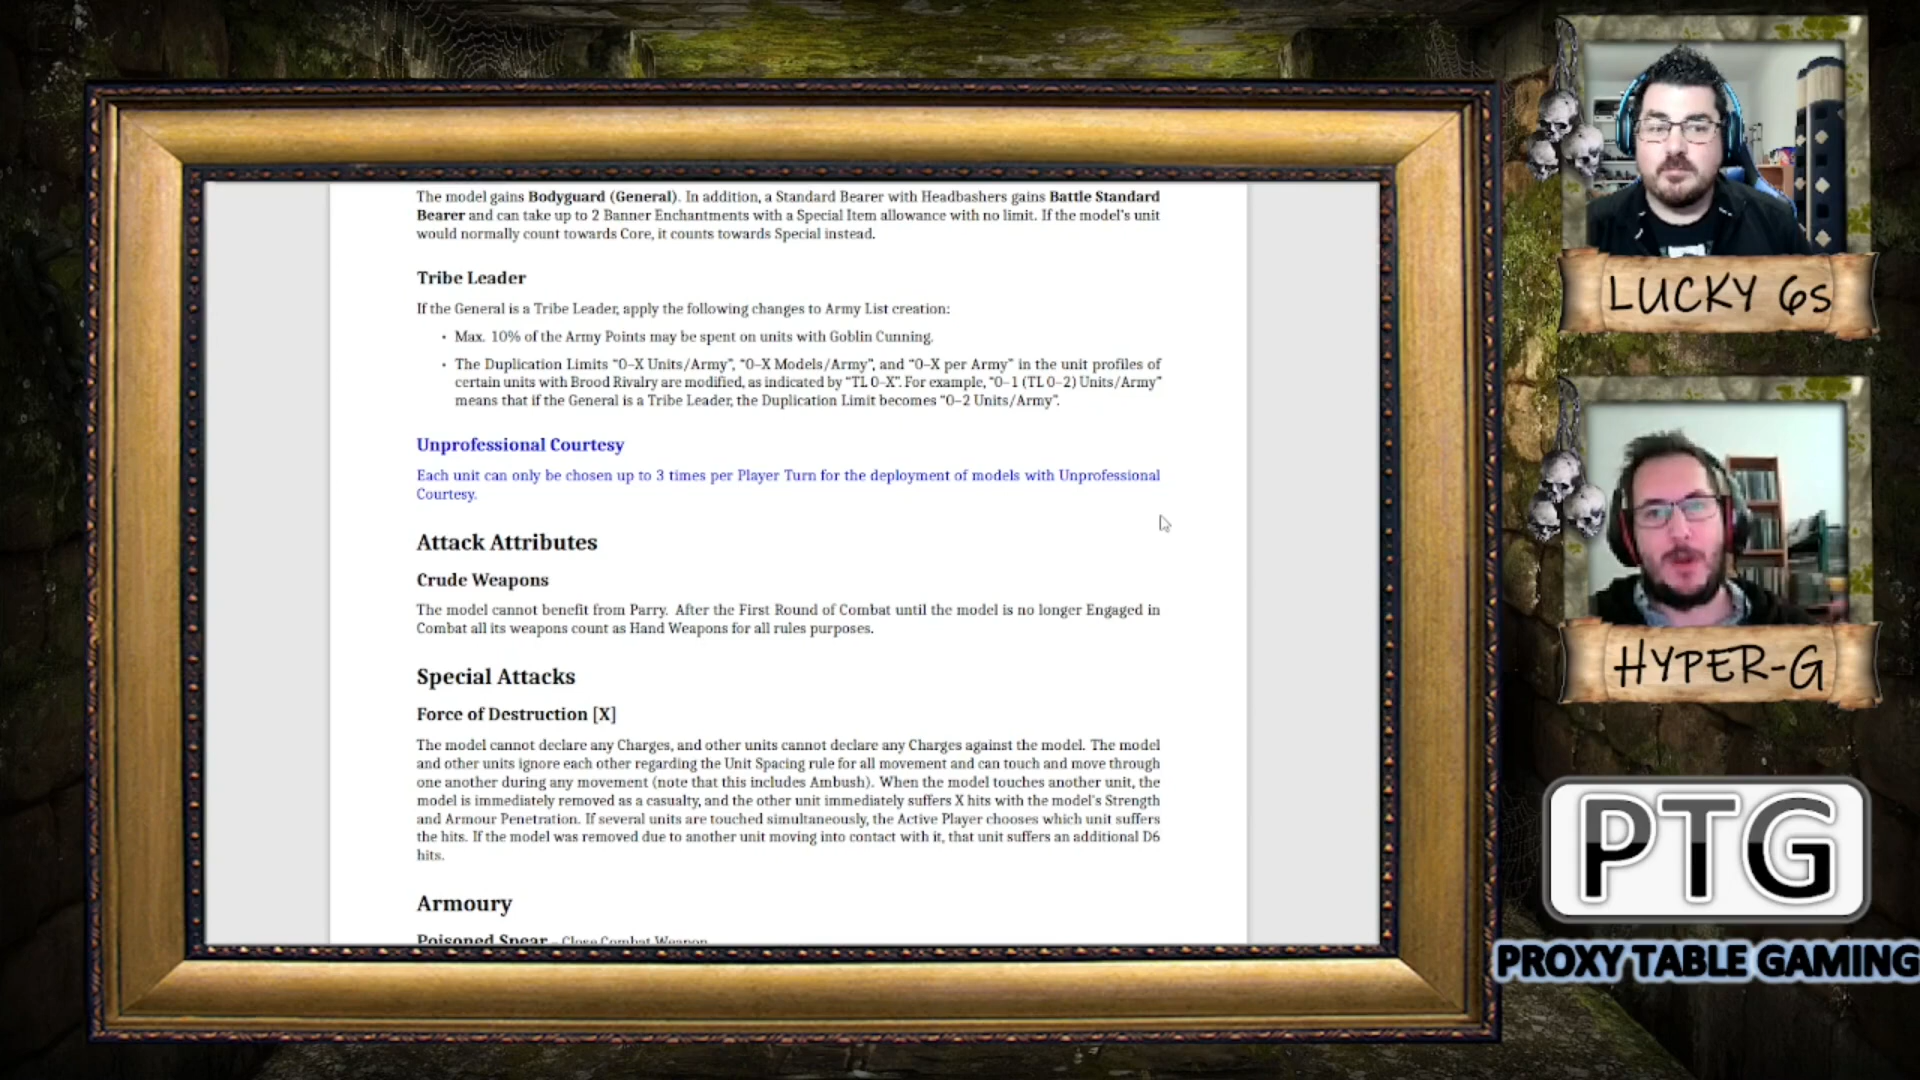 The model gains Bodyguard (General). In addition, a Standard Bearer with Headbashers gains Battle Standard
Bearer and can take up to 2 Banner Enchantments with a Special Item allowance with no limit. If the model's unit
would normally count towards Core, it counts towards Special instead.
Tribe Leader
If the General is a Tribe Leader, apply the following changes to Army List creation:
• Max. 10% of the Army Points may be spent on units with Goblin Cunning.
• The Duplication Limits “0–X Units/Army”, “0–X Models/Army”, and “0–X per Army” in the unit profiles of
certain units with Brood Rivalry are modified, as indicated by “TL 0–X”. For example, “0–1 (TL 0–2) Units/Army”
means that if the General is a Tribe Leader, the Duplication Limit becomes “0–2 Units/Army”.
Unprofessional Courtesy
Each unit can only be chosen up to 3 times per Player Turn for the deployment of models with Unprofessional
Courtesy.
Attack Attributes
Crude Weapons
The model cannot benefit from Parry. After the First Round of Combat until the model is no longer Engaged in
Combat all its weapons count as Hand Weapons for all rules purposes.
Special Attacks
Force of Destruction [X]
The model cannot declare any Charges, and other units cannot declare any Charges against the model. The model
and other units ignore each other regarding the Unit Spacing rule for all movement and can touch and move through
one another during any movement (note that this includes Ambush). When the model touches another unit, the
model is immediately removed as a casualty, and the other unit immediately suffers X hits with the model's Strength
and Armour Penetration. If several units are touched simultaneously, the Active Player chooses which unit suffers
the hits. If the model was removed due to another unit moving into contact with it, that unit suffers an additional D6
hits.
Armoury
Poisoned Spear – Close Combat Weapon
LUCKY 6s
HYPER-G
PTG
PROXY TABLE GAMING